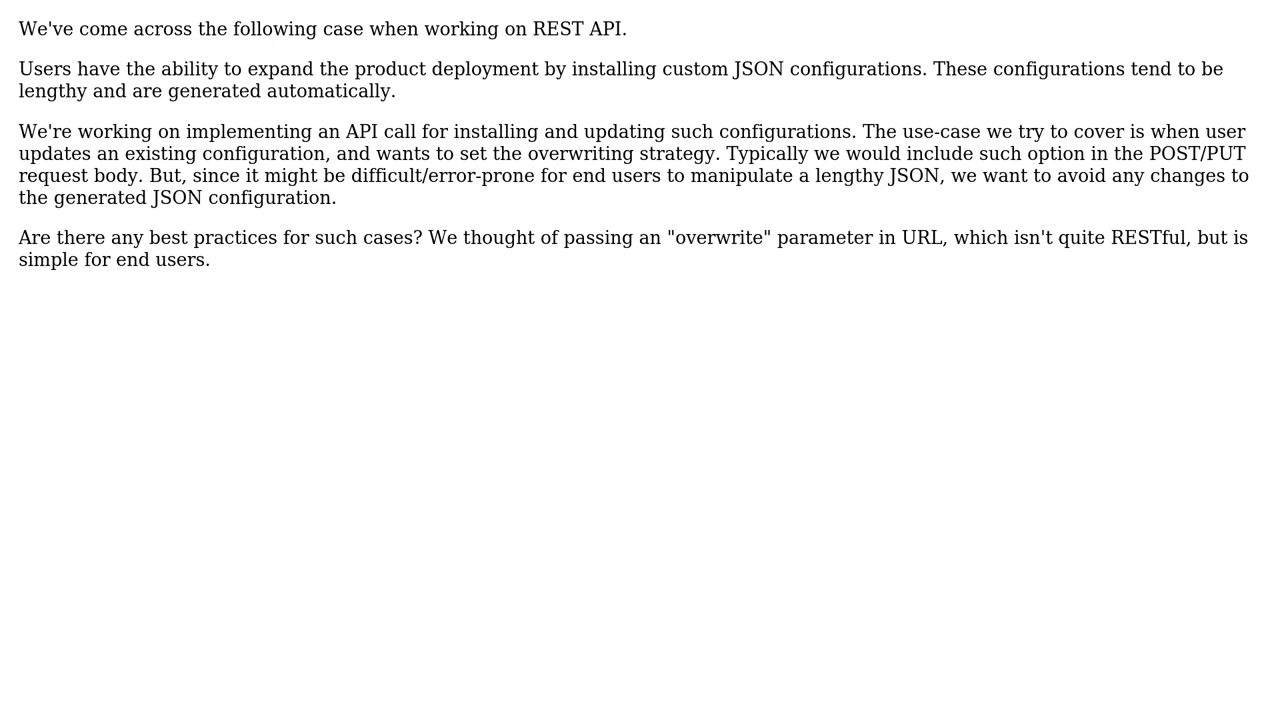 We've come across the following case when working on REST API.
Users have the ability to expand the product deployment by installing custom JSON configurations. These configurations tend to be
lengthy and are generated automatically.
We're working on implementing an API call for installing and updating such configurations. The use-case we try to cover is when user
updates an existing configuration, and wants to set the overwriting strategy. Typically we would include such option in the POST/PUT
request body. But, since it might be difficult/error-prone for end users to manipulate a lengthy JSON, we want to avoid any changes to
the generated JSON configuration.
Are there any best practices for such cases? We thought of passing an "overwrite" parameter in URL, which isn't quite RESTful, but is
simple for end users.